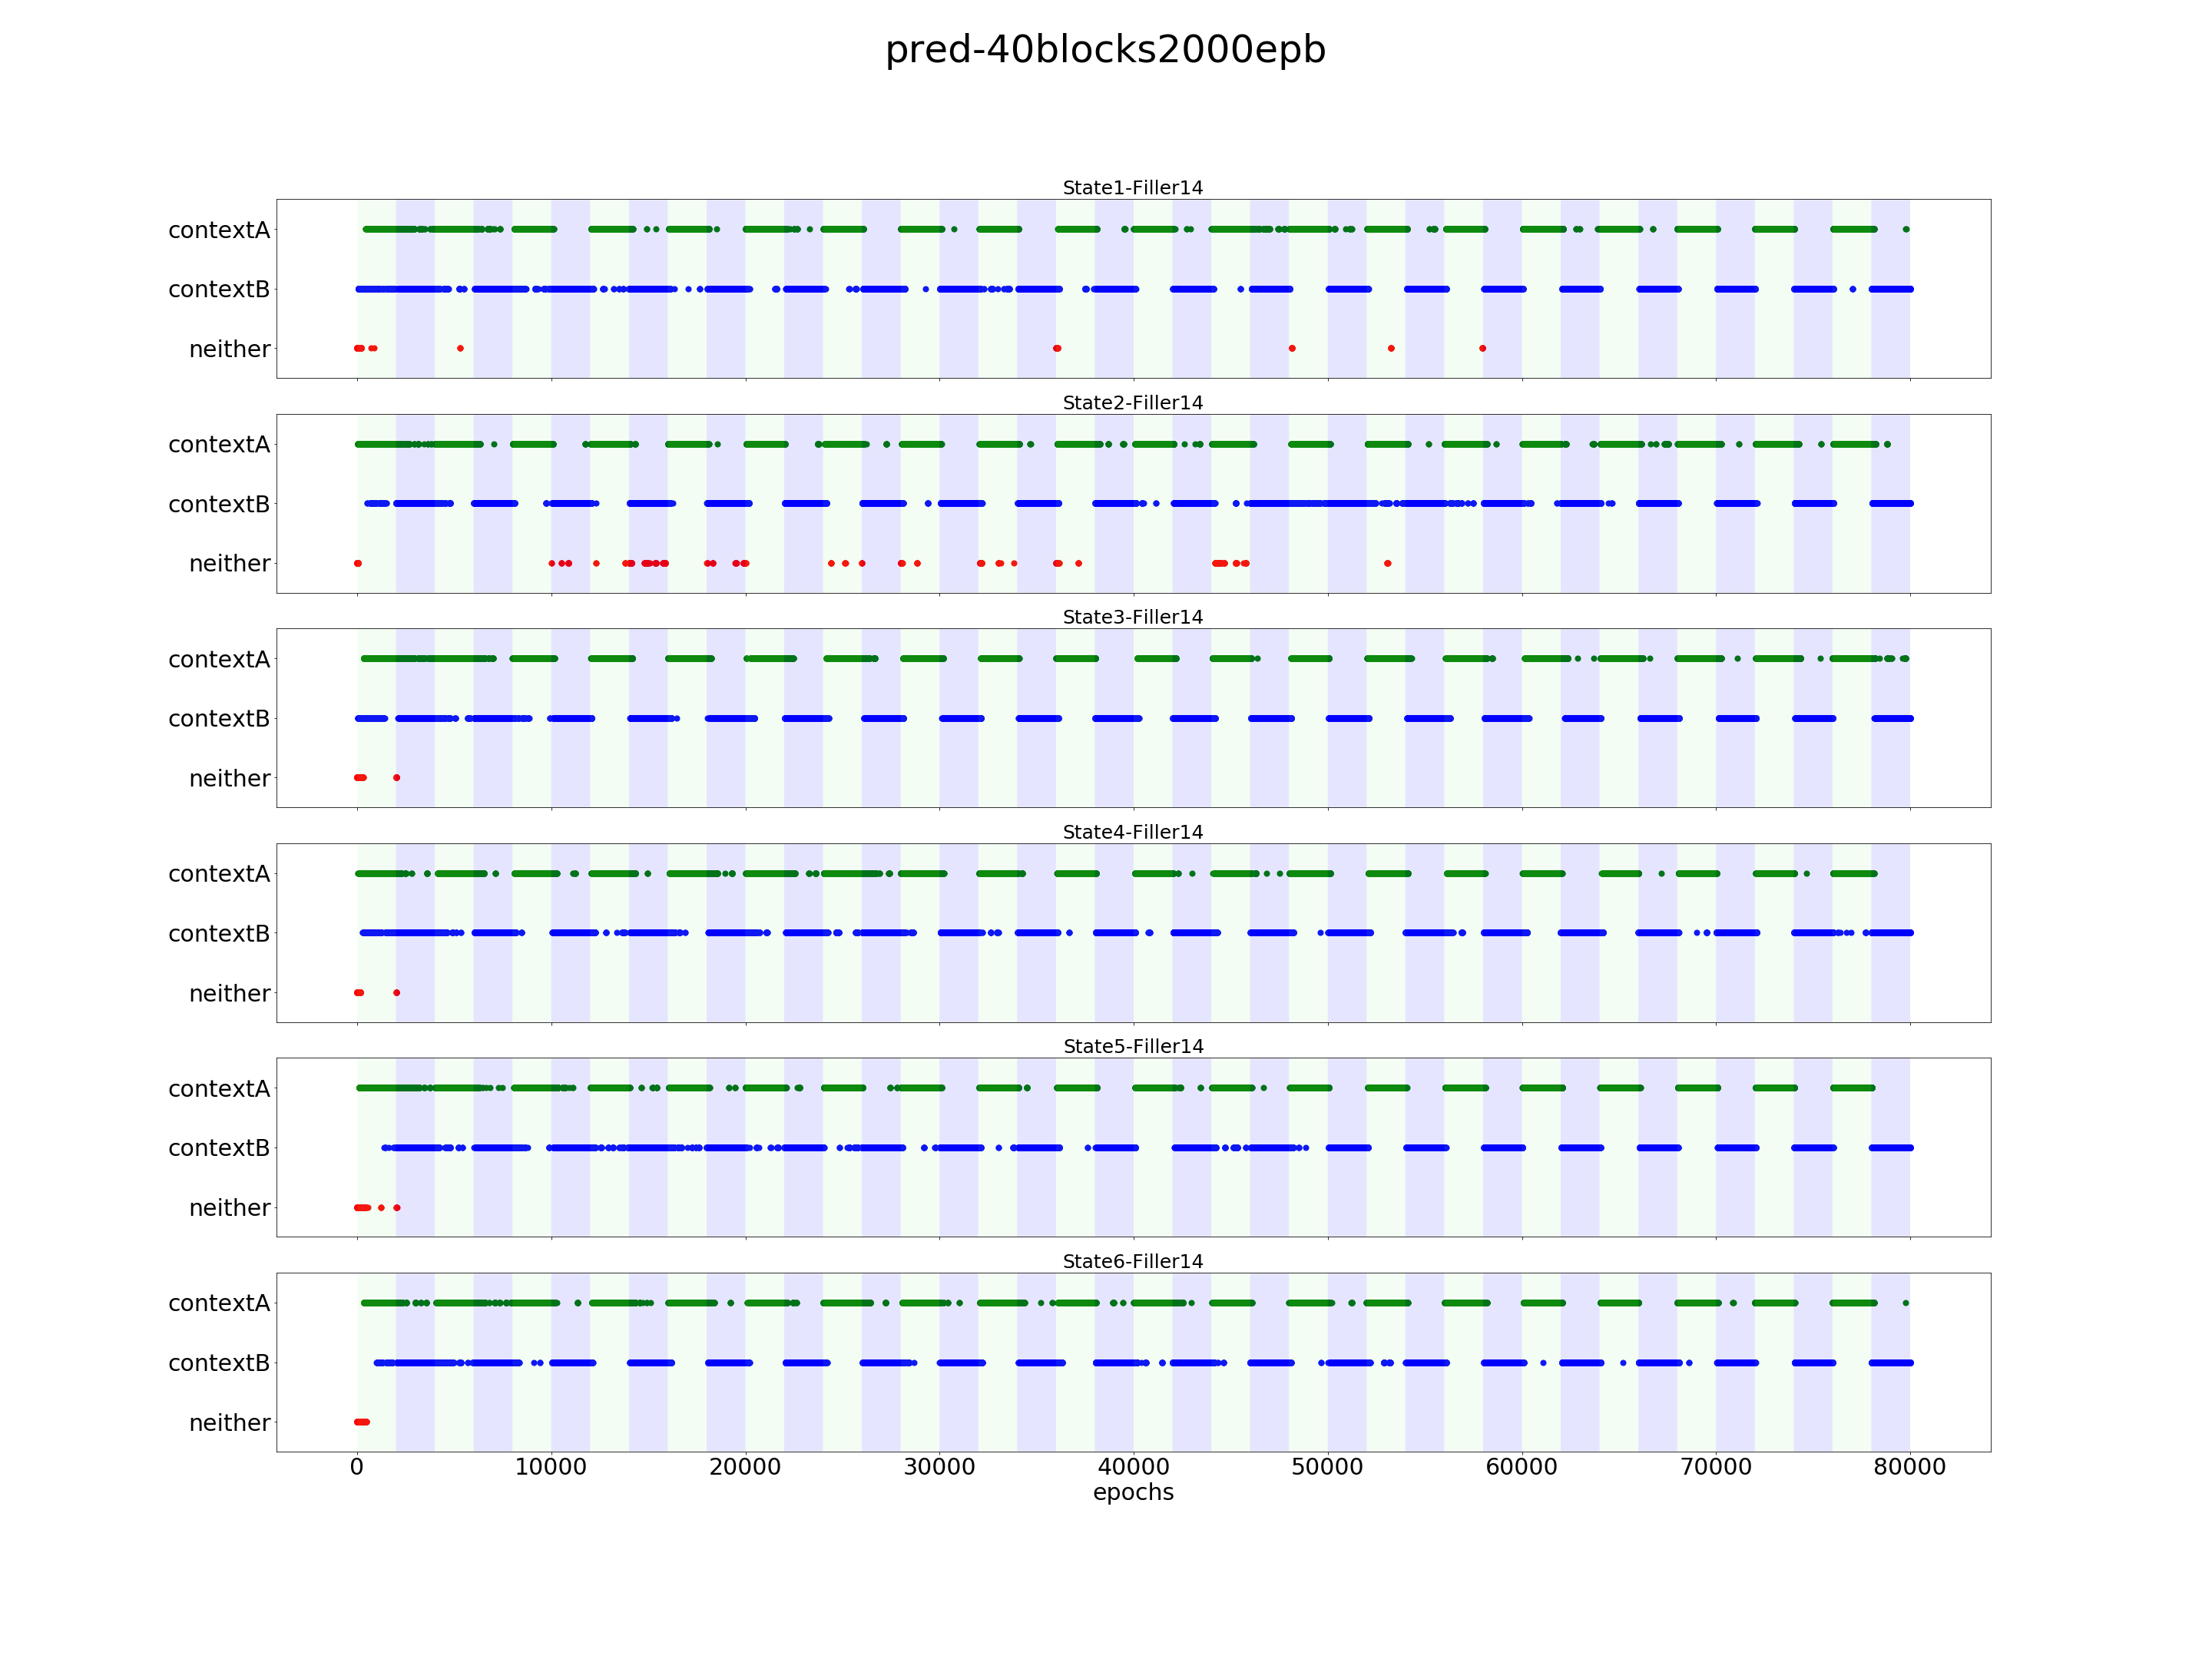 pred-40blocks2000epb
State1-Filler14
contextA
contextB
neither
State2-Filler14
contextA
contextB
neither
State3-Filler14
contextA
contextB
neither
State4-Filler14
contextA
contextB
neither
State5-Filler14
contextA
contextB
neither
State6-Filler14
contextA
contextB
neither
0 10000 20000 30000 40000 50000 60000 70000 80000
epochs